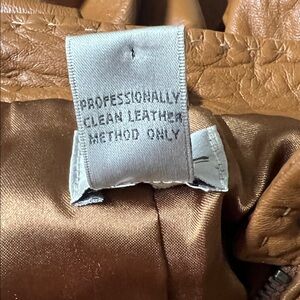 PROFESSIONALLY
CLEAN LEATHER
METHOD ONLY